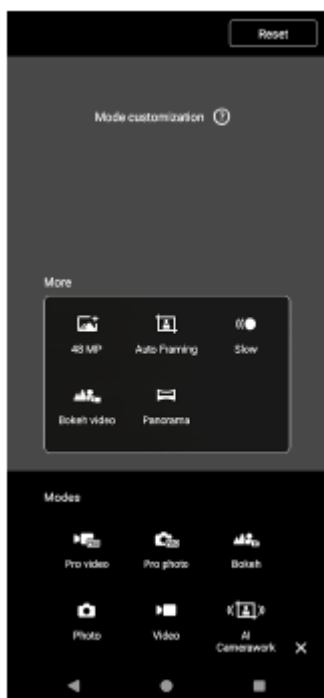 Reset
Mode customization ?
More
48 MP Auto Framing Slow
Bokeh video Panorama
Modes
Pro video Pro photo Bokeh
Photo Video AI
Camerawork